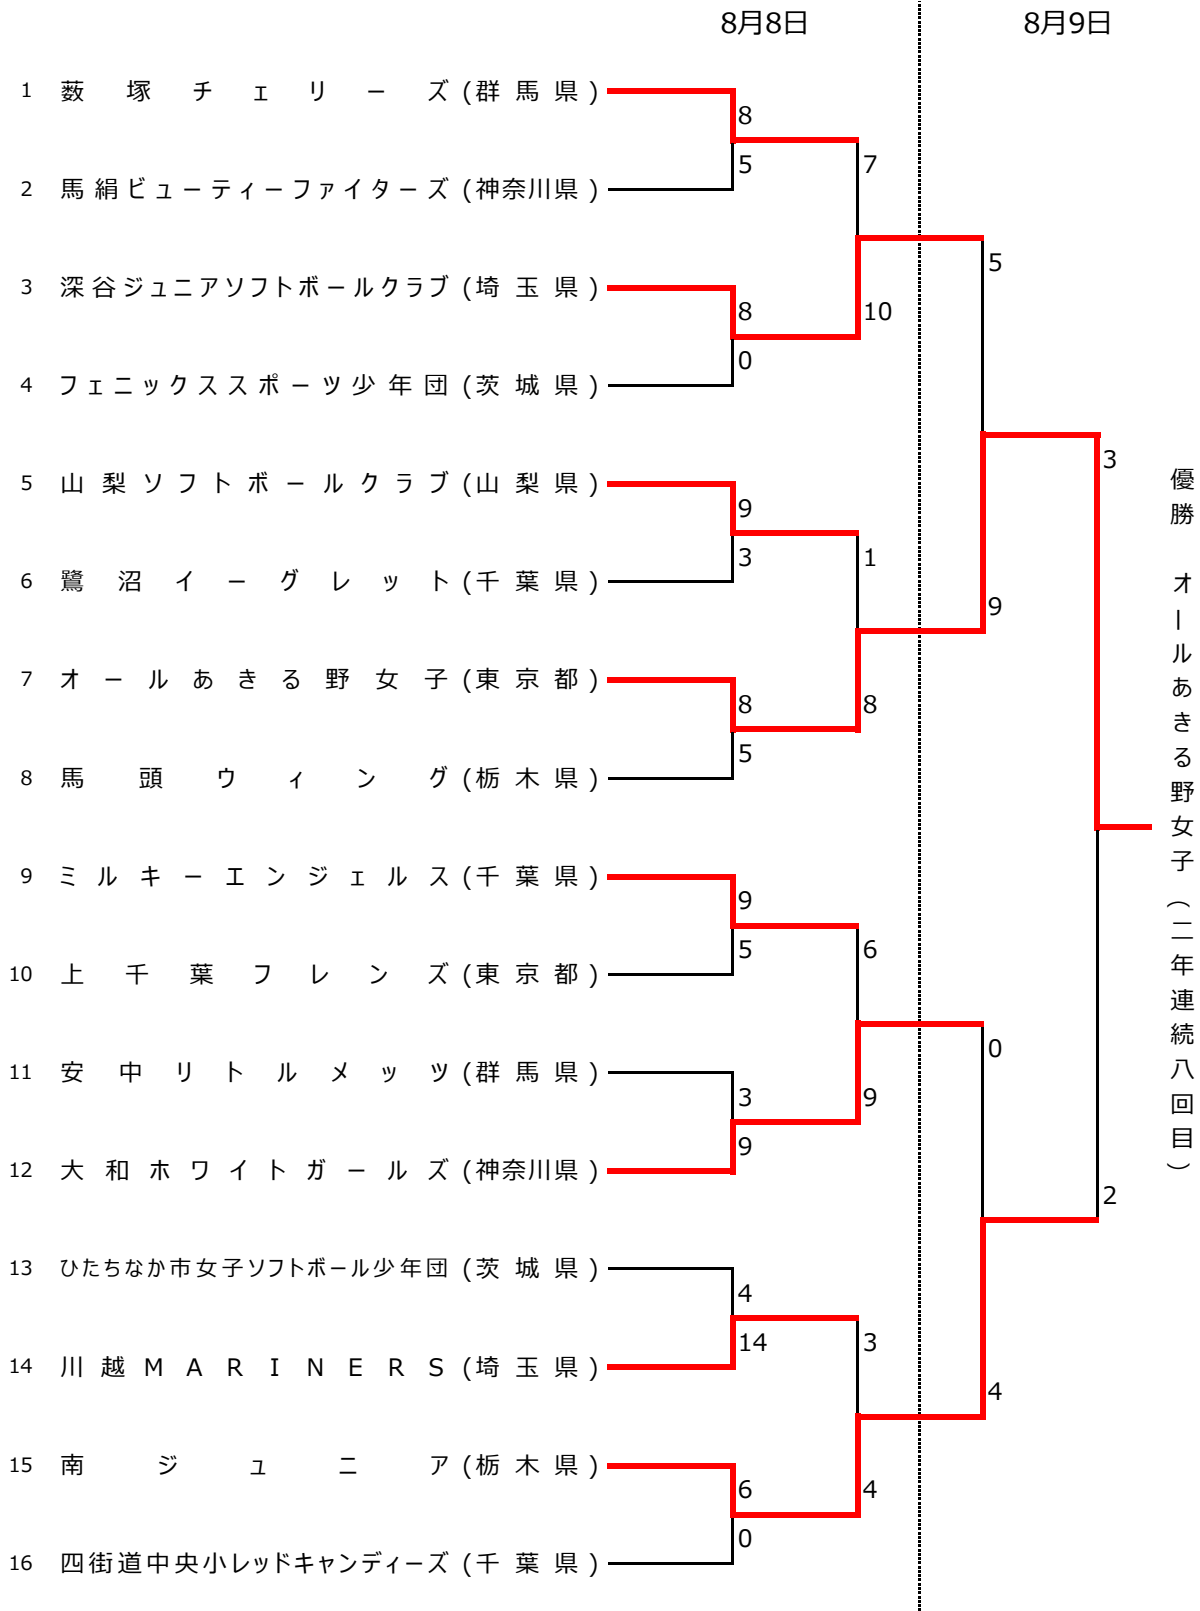 8月8日 8月9日
1 薮塚チェリーズ(群馬県)
8
5
7
2 馬絹ビューティーファイターズ(神奈川県)
5
3 深谷ジュニアソフトボールクラブ(埼玉県)
8
10
0
4 フェニックススポーツ少年団(茨城県)
3
5 山梨ソフトボールクラブ(山梨県)
9
3
1
6 鷺沼イーグレット(千葉県)
9
7 オールあきる野女子(東京都)
8
8
5
8 馬頭ウィング(栃木県)
優勝 オールあきる野女子(二年連続八回目)
9 ミルキーエンジェルス(千葉県)
9
5
6
10 上千葉フレンズ(東京都)
0
11 安中リトルメッツ(群馬県)
3
9
9
12 大和ホワイトガールズ(神奈川県)
2
13 ひたちなか市女子ソフトボール少年団(茨城県)
4
14
3
14 川越MARINERS(埼玉県)
4
15 南ジュニア(栃木県)
6
4
0
16 四街道中央小レッドキャンディーズ(千葉県)